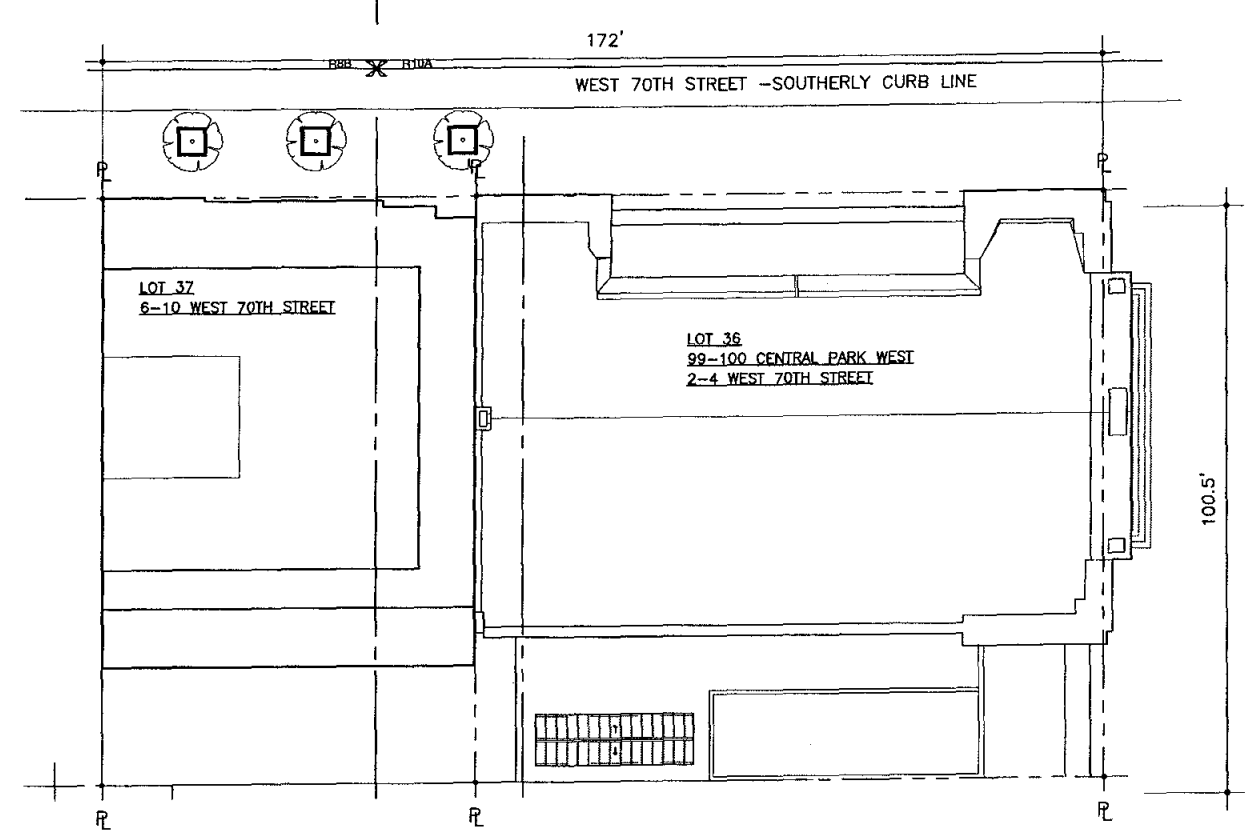 172'
R8B R10A
WEST 70TH STREET -SOUTHERLY CURB LINE
PL PL PL
LOT 37
6-10 WEST 70TH STREET
LOT 36
99-100 CENTRAL PARK WEST
2-4 WEST 70TH STREET
100.5'
PL PL PL